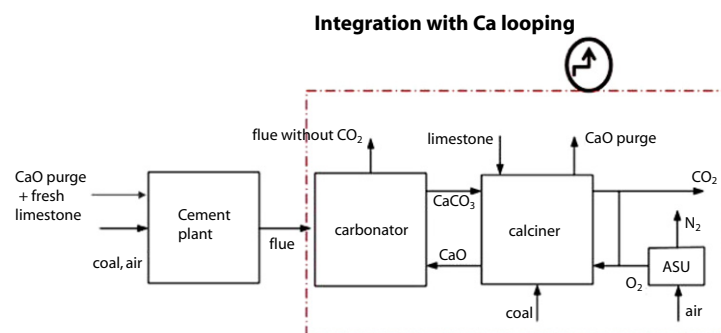 Integration with Ca looping
flue without CO₂
limestone
CaO purge
CaO purge
+ fresh
limestone
Cement
plant
coal, air
flue
carbonator
CaCO₃
CaO
calciner
coal
CO₂
N₂
ASU
O₂
air